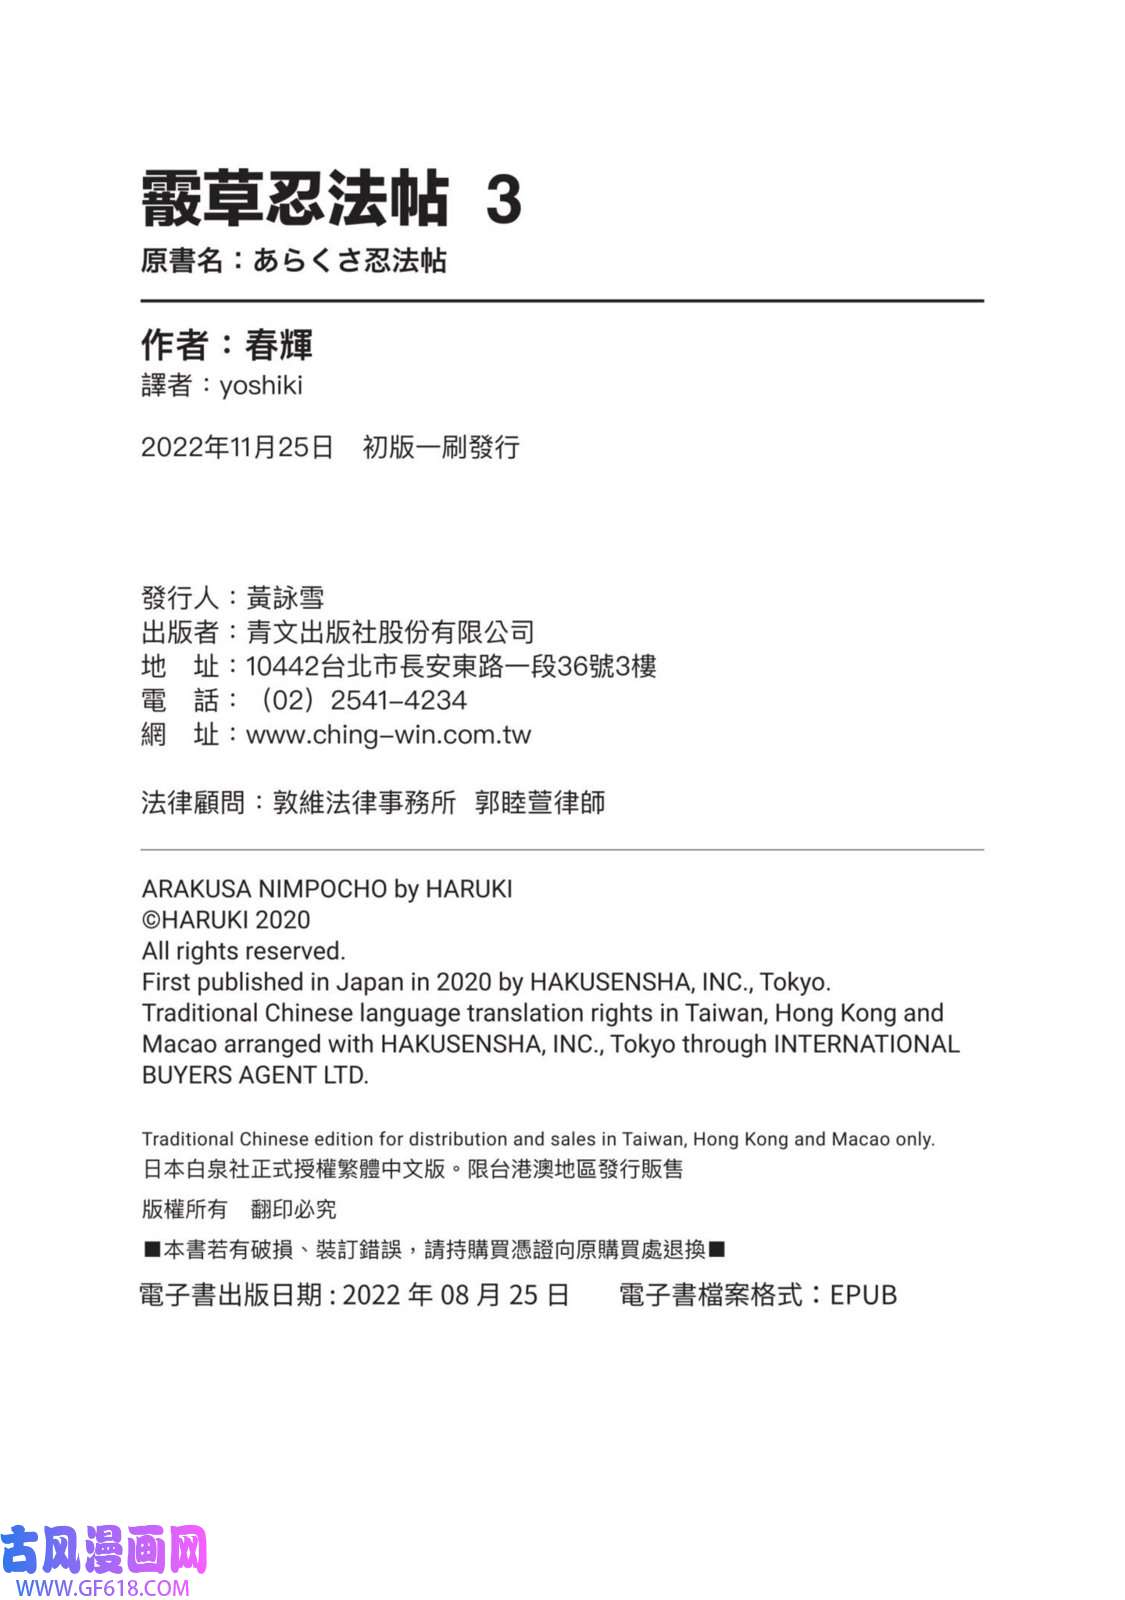 霰草忍法帖 3
原書名：あらくさ忍法帖
作者：春輝
譯者：yoshiki
2022年11月25日　初版一刷發行
發行人：黃詠雪
出版者：青文出版社股份有限公司
地　址：10442台北市長安東路一段36號3樓
電　話：（02）2541–4234
網　址：www.ching–win.com.tw
法律顧問：敦維法律事務所　郭睦萱律師
ARAKUSA NIMPOCHO by HARUKI
©HARUKI 2020
All rights reserved.
First published in Japan in 2020 by HAKUSENSHA, INC., Tokyo.
Traditional Chinese language translation rights in Taiwan, Hong Kong and
Macao arranged with HAKUSENSHA, INC., Tokyo through INTERNATIONAL
BUYERS AGENT LTD.
Traditional Chinese edition for distribution and sales in Taiwan, Hong Kong and Macao only.
日本白泉社正式授權繁體中文版。限台港澳地區發行販售
版權所有　翻印必究
■本書若有破損、裝訂錯誤，請持購買憑證向原購買處退換■
電子書出版日期 : 2022 年 08 月 25 日　　電子書檔案格式：EPUB
古风漫画网
WWW.GF618.COM